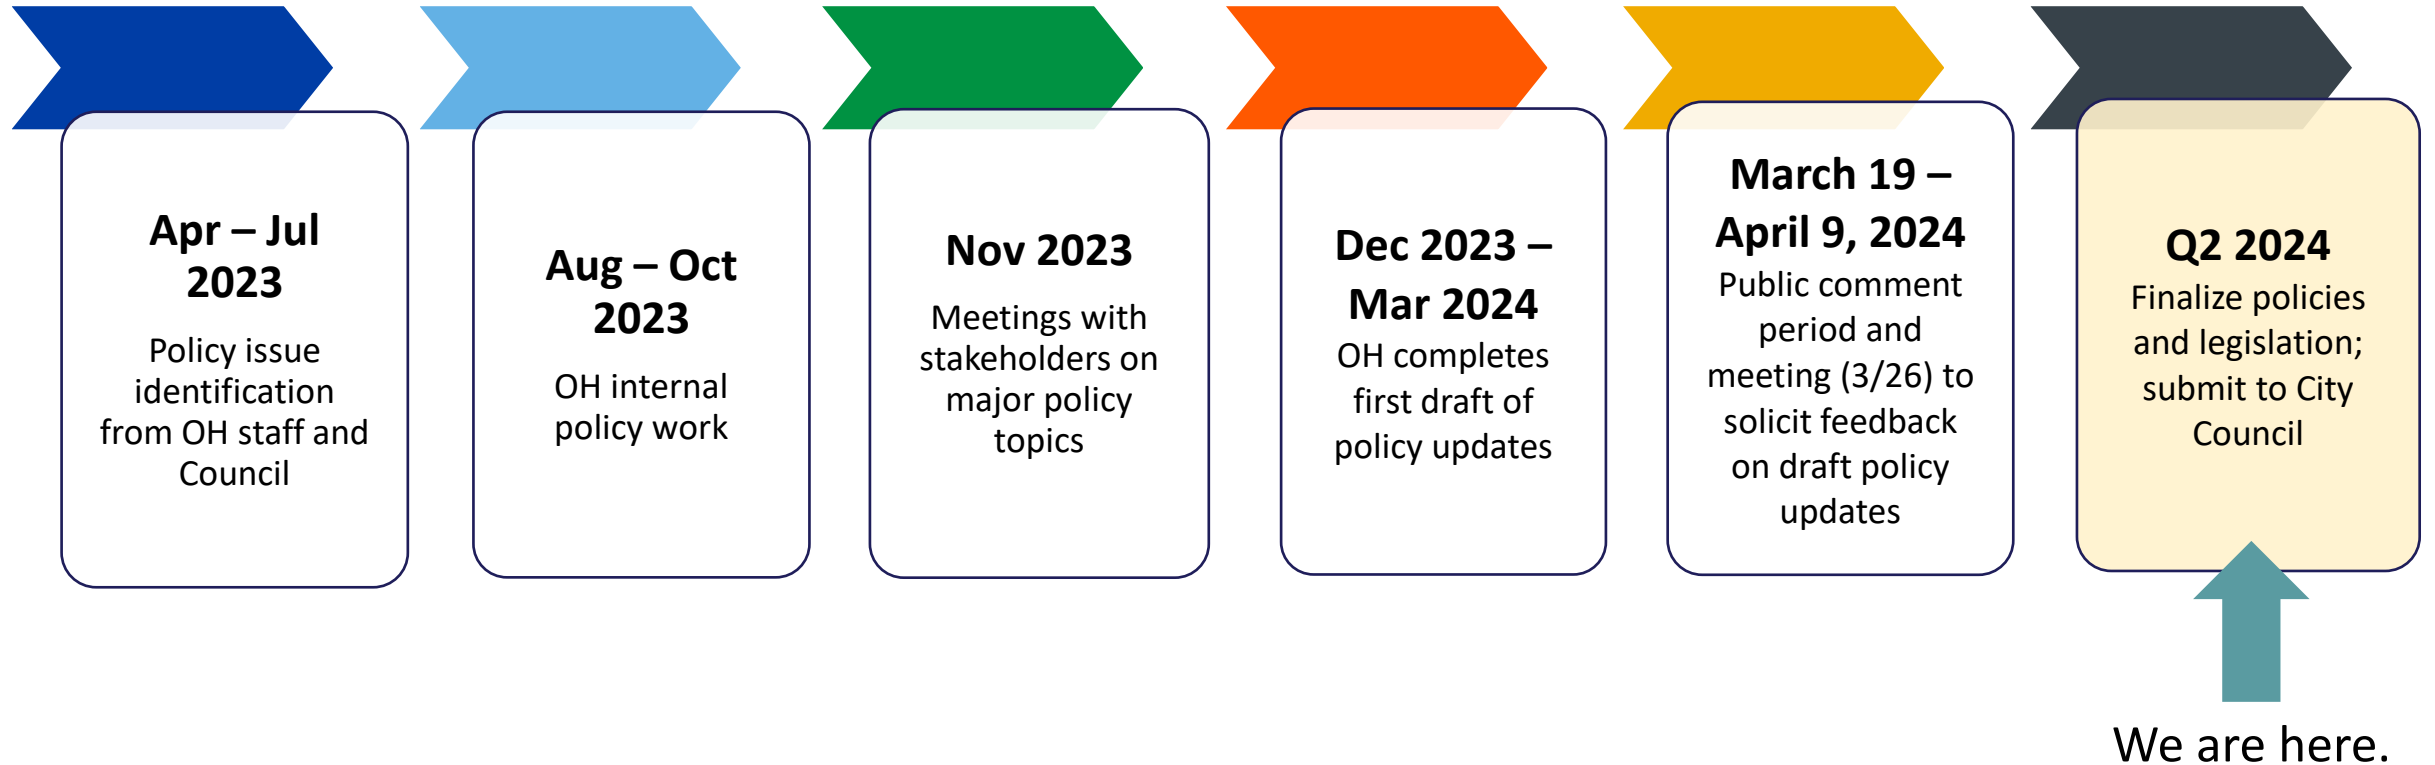 Apr – Jul
2023
Policy issue
identification
from OH staff and
Council
Aug – Oct
2023
OH internal
policy work
Nov 2023
Meetings with
stakeholders on
major policy
topics
Dec 2023 –
Mar 2024
OH completes
first draft of
policy updates
March 19 –
April 9, 2024
Public comment
period and
meeting (3/26) to
solicit feedback
on draft policy
updates
Q2 2024
Finalize policies
and legislation;
submit to City
Council
We are here.